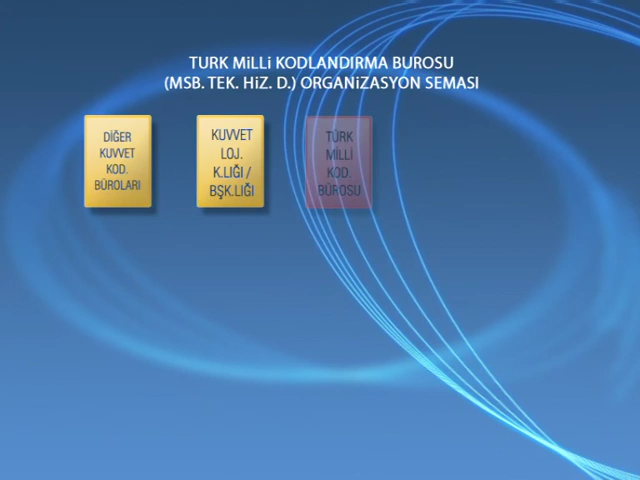 TURK MiLLi KODLANDIRMA BUROSU
(MSB. TEK. HiZ. D.) ORGANiZASYON SEMASI
DİĞER
KUVVET
KOD.
BÜROLARI
KUVVET
LOJ.
K.LIĞI /
BŞK.LIĞI
TÜRK
MİLLİ
KOD.
BÜROSU